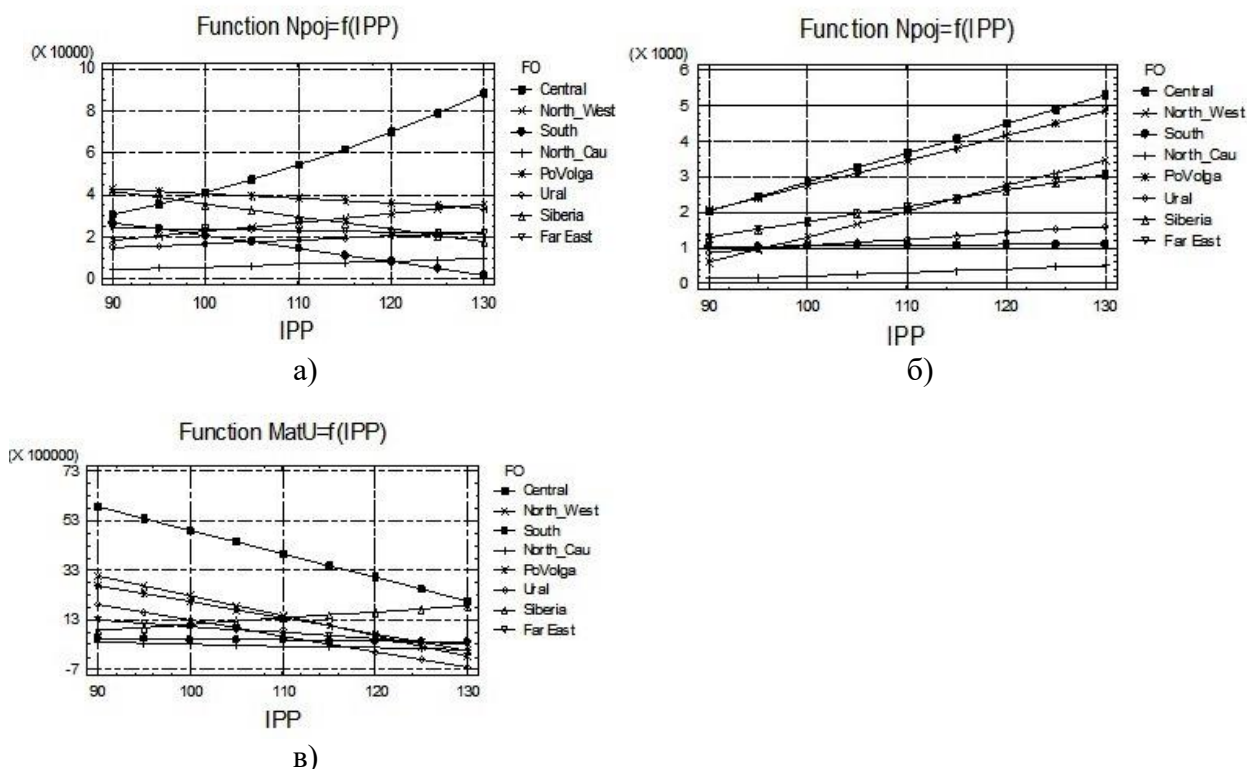 Function Npoj=f(IPP)
(X 10000)
10
8
6
4
2
0
90 100 110 120 130
IPP
FO
Central
North_West
South
North_Cau
PoVolga
Ural
Siberia
Far East
а)
Function Npoj=f(IPP)
(X 1000)
6
5
4
3
2
1
0
90 100 110 120 130
IPP
FO
Central
North_West
South
North_Cau
PoVolga
Ural
Siberia
Far East
б)
Function MatU=f(IPP)
(X 100000)
73
53
33
13
-7
90 100 110 120 130
IPP
FO
Central
North_West
South
North_Cau
PoVolga
Ural
Siberia
Far East
в)